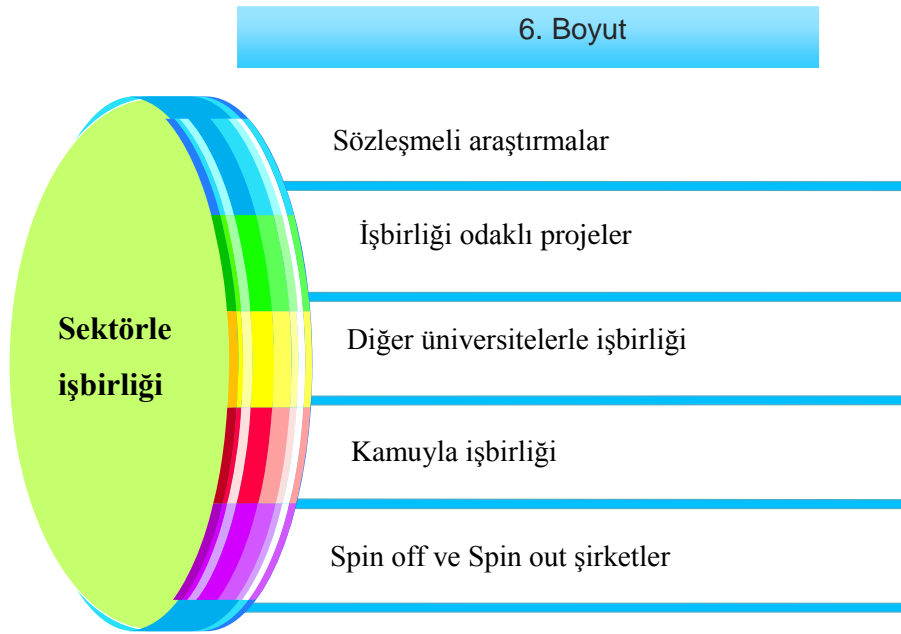 6. Boyut
Sözleşmeli araştırmalar
İşbirliği odaklı projeler
Sektörle
işbirliği
Diğer üniversitelerle işbirliği
Kamuyla işbirliği
Spin off ve Spin out şirketler